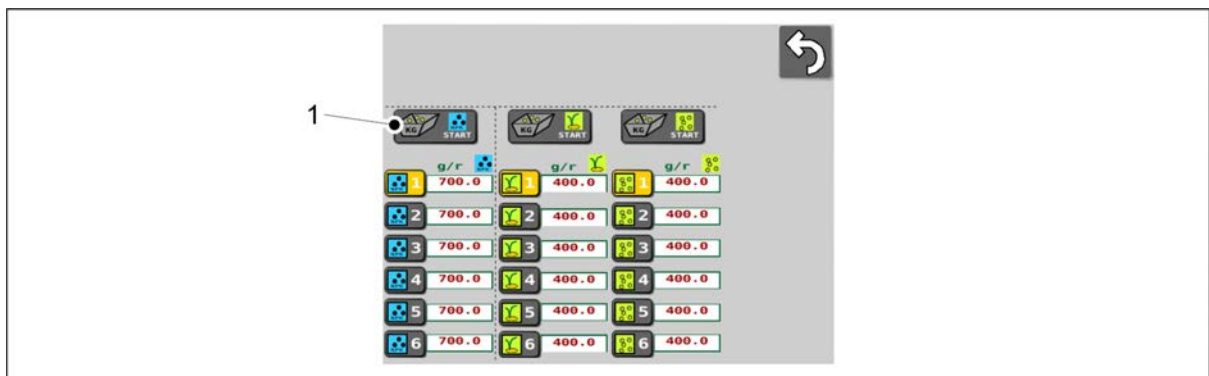 1
KG START KG START KG START
g/r g/r g/r
1 700.0 1 400.0 1 400.0
2 700.0 2 400.0 2 400.0
3 700.0 3 400.0 3 400.0
4 700.0 4 400.0 4 400.0
5 700.0 5 400.0 5 400.0
6 700.0 6 400.0 6 400.0